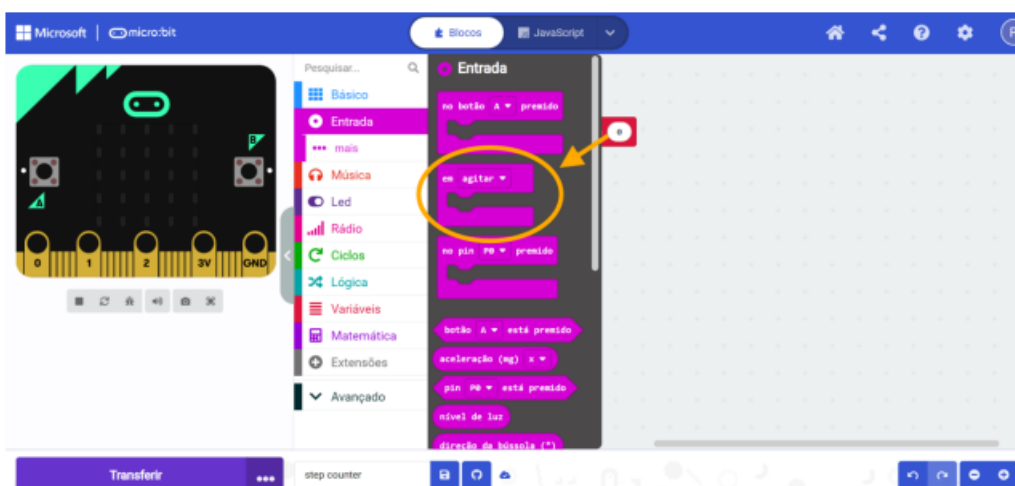 Microsoft | micro:bit
Blocos
JavaScript
Pesquisar...
Básico
Entrada
mais
Música
Led
Rádio
Ciclos
Lógica
Variáveis
Matemática
Extensões
Avançado
Entrada
no botão A premido
em agitar
no pin P0 premido
botão A está premido
aceleração (mg) x
pin P0 está premido
nível de luz
direção da bússola (°)
B
A
0 1 2 3V GND
Transferir
step counter